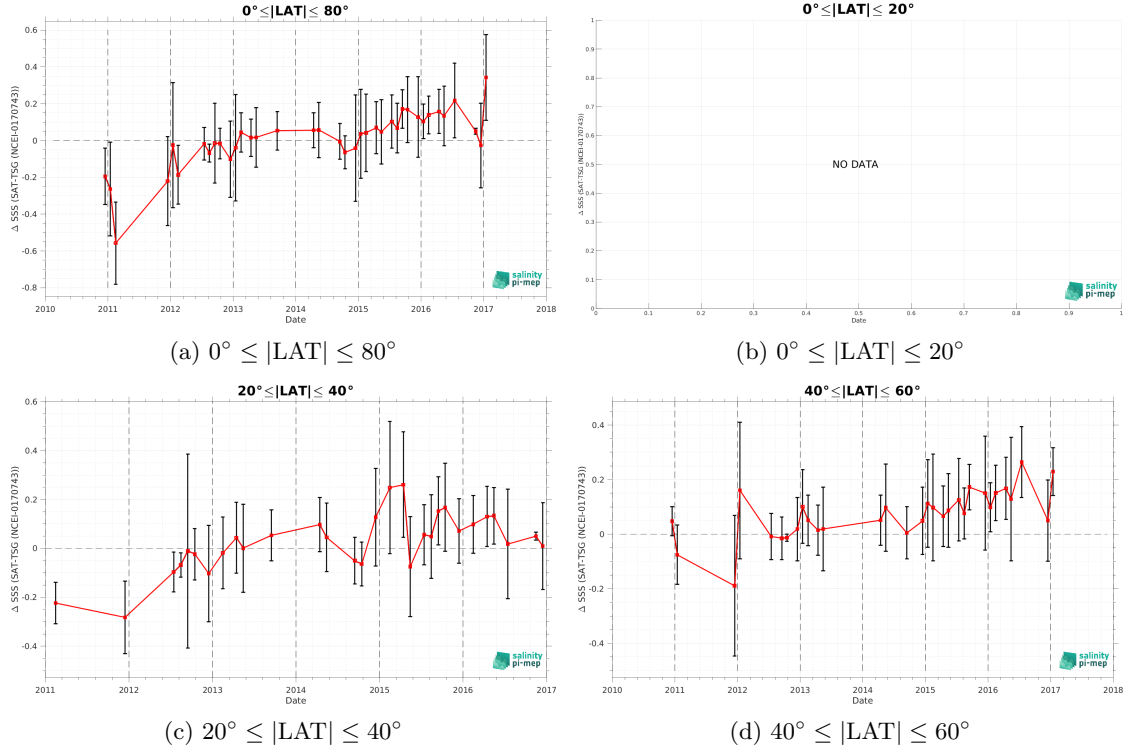 0°≤|LAT|≤ 80°
Δ SSS (SAT-TSG (NCEI-0170743))
0.6
0.4
0.2
0
-0.2
-0.4
-0.6
-0.8
2010 2011 2012 2013 2014 2015 2016 2017 2018
Date
salinity
pi-mep
(a) 0° ≤ |LAT| ≤ 80°
0°≤|LAT|≤ 20°
Δ SSS (SAT-TSG (NCEI-0170743))
1
0.9
0.8
0.7
0.6
0.5
0.4
0.3
0.2
0.1
0
NO DATA
0 0.1 0.2 0.3 0.4 0.5 0.6 0.7 0.8 0.9 1
Date
salinity
pi-mep
(b) 0° ≤ |LAT| ≤ 20°
20°≤|LAT|≤ 40°
Δ SSS (SAT-TSG (NCEI-0170743))
0.6
0.4
0.2
0
-0.2
-0.4
2011 2012 2013 2014 2015 2016 2017
Date
salinity
pi-mep
(c) 20° ≤ |LAT| ≤ 40°
40°≤|LAT|≤ 60°
Δ SSS (SAT-TSG (NCEI-0170743))
0.4
0.2
0
-0.2
-0.4
2010 2011 2012 2013 2014 2015 2016 2017 2018
Date
salinity
pi-mep
(d) 40° ≤ |LAT| ≤ 60°